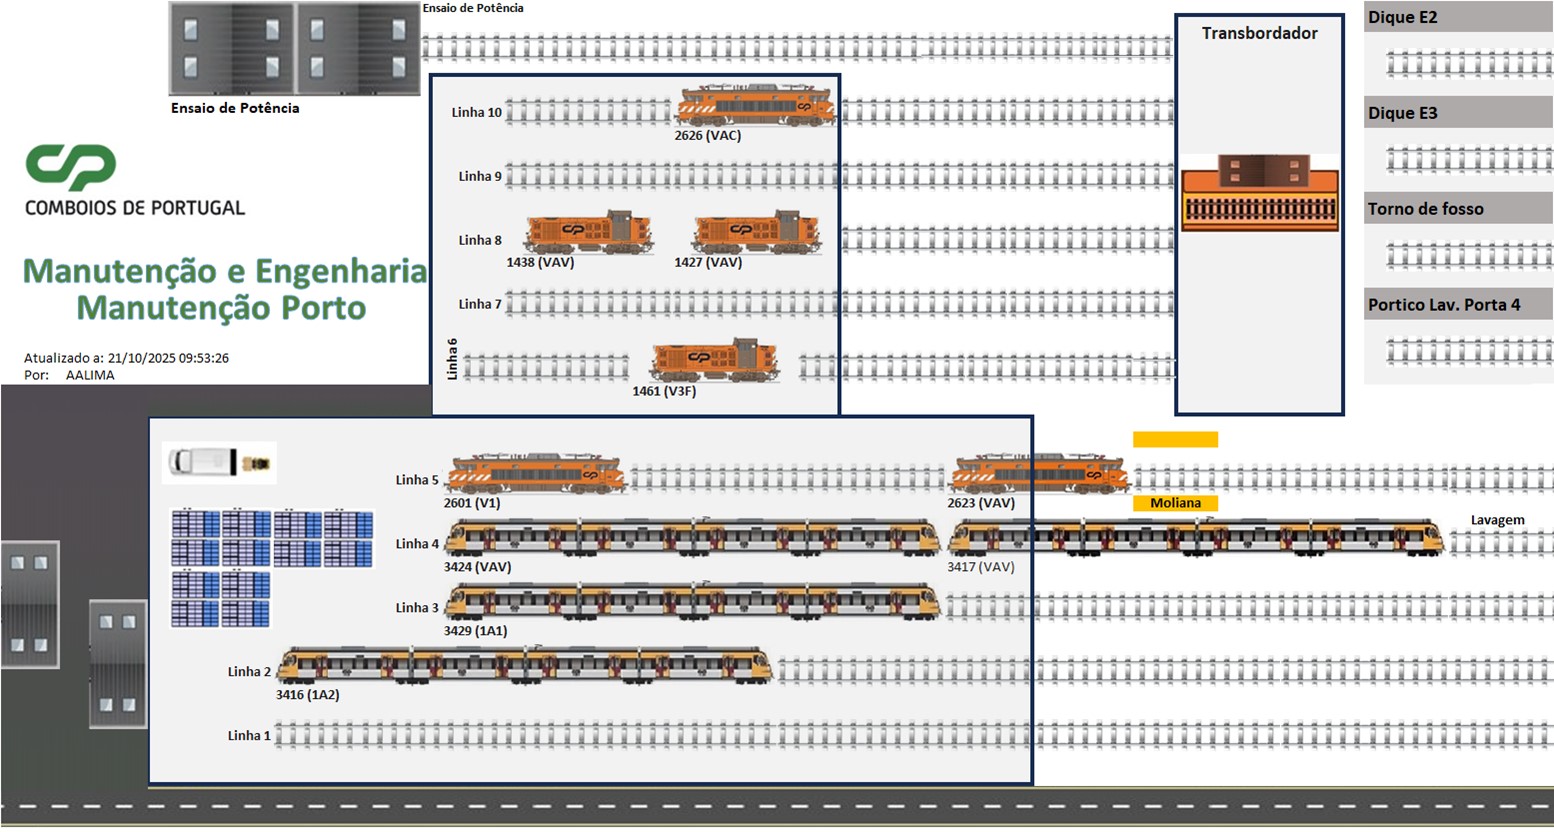 Ensaio de Potência
Transbordador
Dique E2
Ensaio de Potência
Linha 10
2626 (VAC)
Dique E3
CP
COMBOIOS DE PORTUGAL
Linha 9
Torno de fosso
Linha 8
1438 (VAV)
1427 (VAV)
Manutenção e Engenharia
Manutenção Porto
Linha 7
Portico Lav. Porta 4
Atualizado a: 21/10/2025 09:53:26
Por: AALIMA
Linha 6
1461 (V3F)
Linha 5
2601 (V1)
2623 (VAV)
Moliana
Lavagem
Linha 4
3424 (VAV)
3417 (VAV)
Linha 3
3429 (1A1)
Linha 2
3416 (1A2)
Linha 1